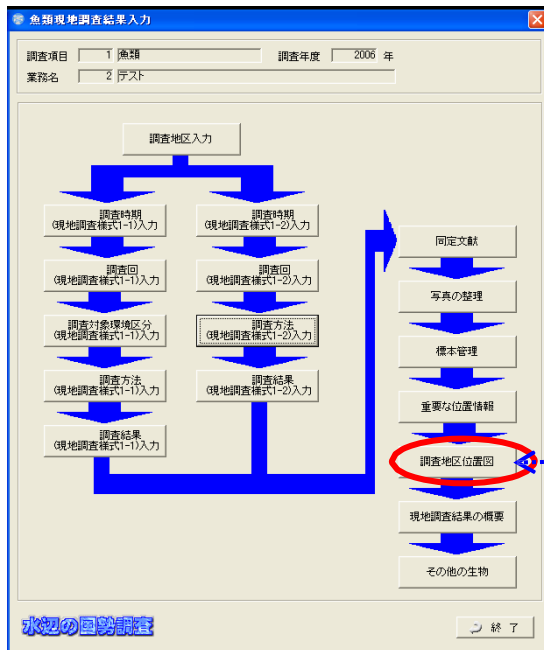 魚類現地調査結果入力
調査項目 1 魚類 調査年度 2006 年
業務名 2 テスト
調査地区入力
調査時期
(現地調査様式1-1)入力
調査時期
(現地調査様式1-2)入力
同定文献
調査回
(現地調査様式1-1)入力
調査回
(現地調査様式1-2)入力
写真の整理
調査対象環境区分
(現地調査様式1-1)入力
調査方法
(現地調査様式1-2)入力
標本管理
調査方法
(現地調査様式1-1)入力
調査結果
(現地調査様式1-2)入力
重要な位置情報
調査結果
(現地調査様式1-1)入力
調査地区位置図
現地調査結果の概要
その他の生物
水辺の国勢調査
終 了